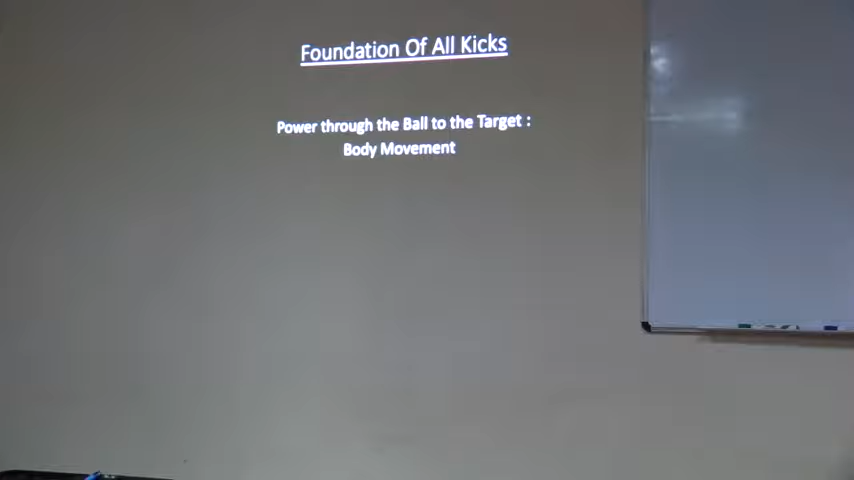 Foundation Of All Kicks
Power through the Ball to the Target :
Body Movement